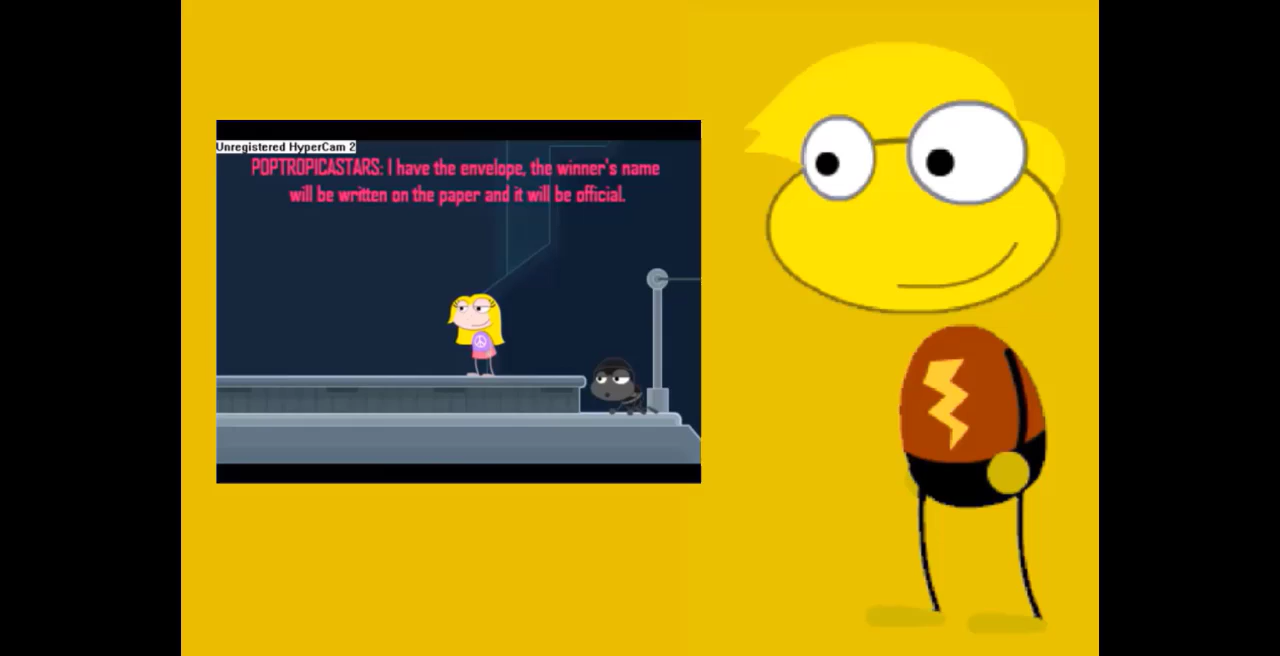 Unregistered HyperCam 2
POPTROPICASTARS: I have the envelope, the winner's name
will be written on the paper and it will be official.